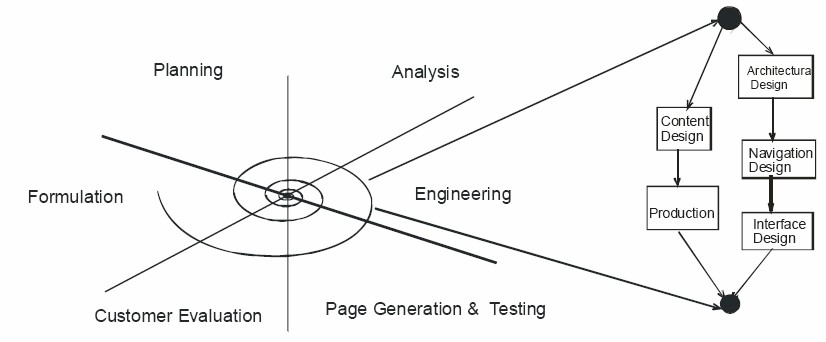 Planning
Analysis
Formulation
Engineering
Customer Evaluation
Page Generation & Testing
Content
Design
Production
Architectura
Design
Navigation
Design
Interface
Design